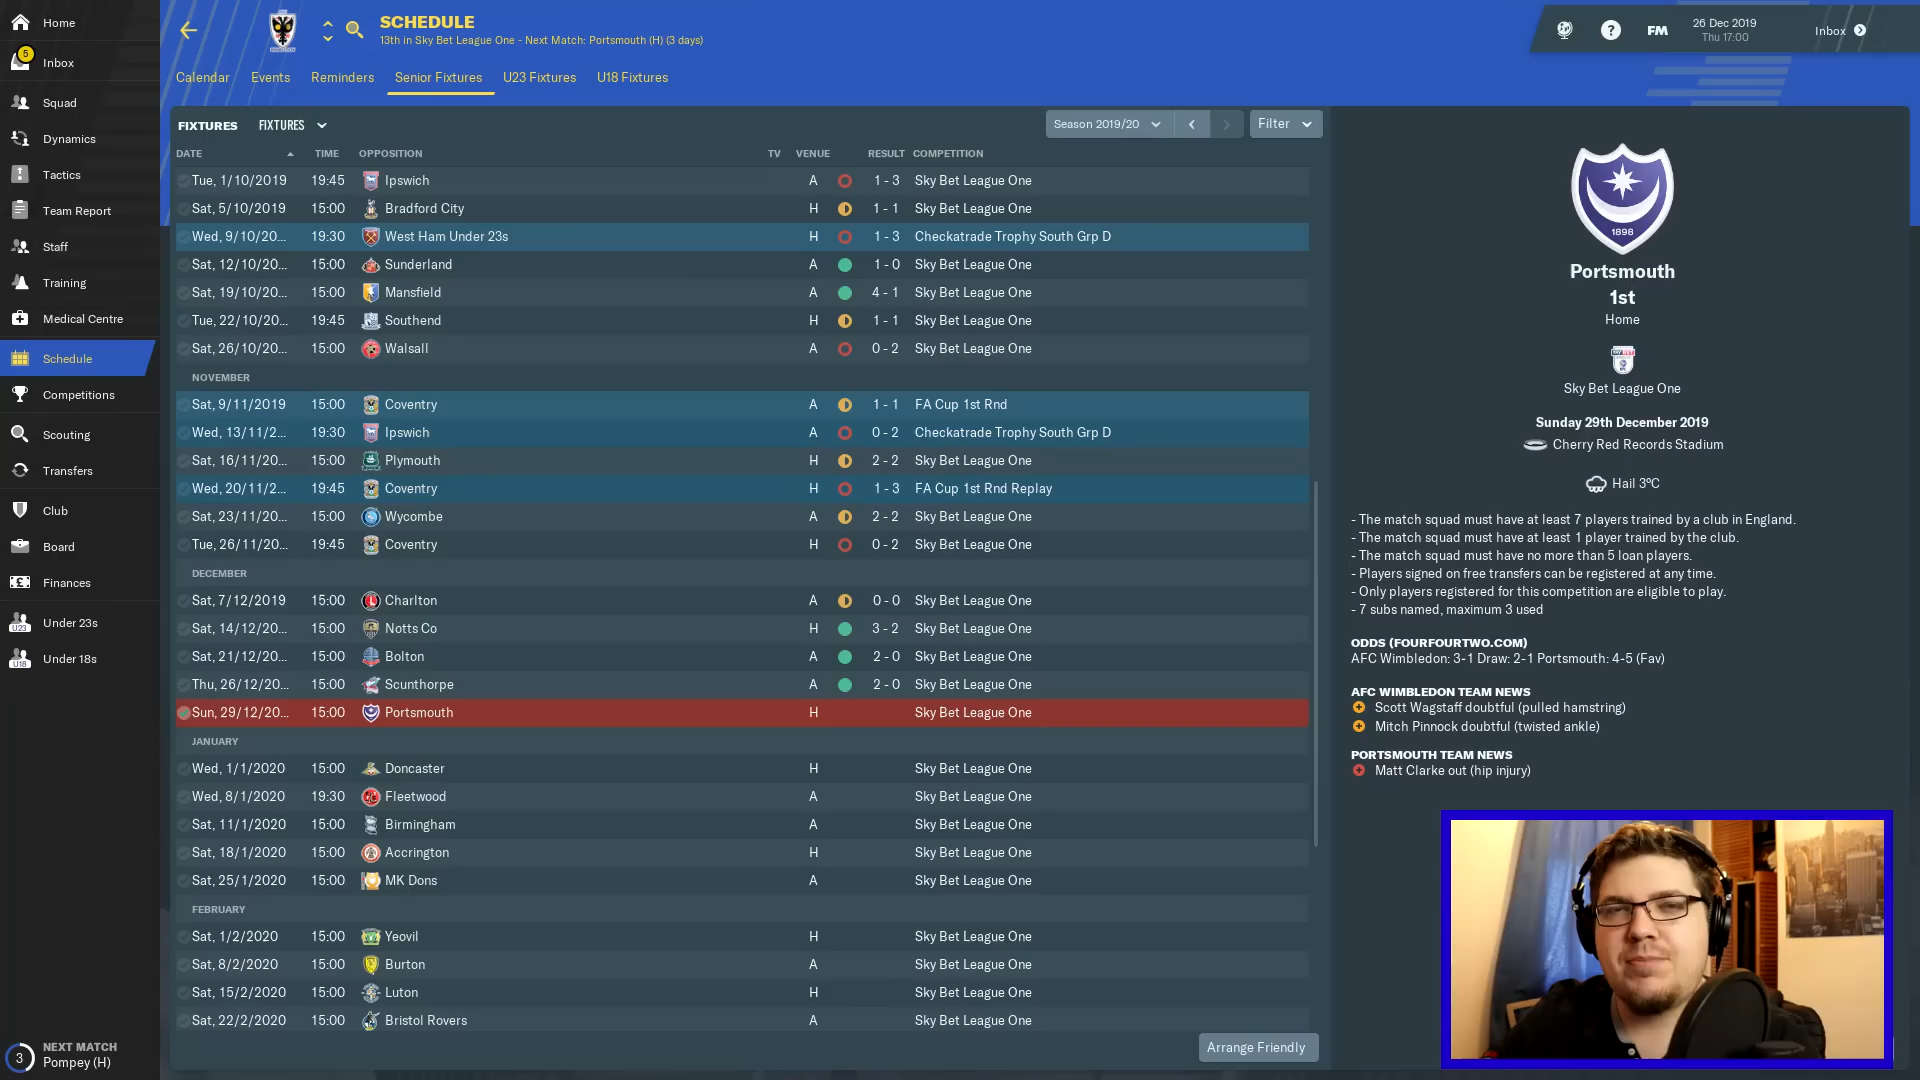 Home
5
Inbox
Squad
Dynamics
Tactics
Team Report
Staff
Training
Medical Centre
Schedule
Competitions
Scouting
Transfers
Club
Board
Finances
U23
Under 23s
U18
Under 18s
3
NEXT MATCH
Pompey (H)
SCHEDULE
13th in Sky Bet League One - Next Match: Portsmouth (H) (3 days)
? FM 26 Dec 2019
Thu 17:00
Inbox
Calendar Events Reminders Senior Fixtures U23 Fixtures U18 Fixtures
FIXTURES FIXTURES Season 2019/20 Filter
DATE TIME OPPOSITION TV VENUE RESULT COMPETITION
Tue, 1/10/2019 19:45 Ipswich A 1 - 3 Sky Bet League One
Sat, 5/10/2019 15:00 Bradford City H 1 - 1 Sky Bet League One
Wed, 9/10/20... 19:30 West Ham Under 23s H 1 - 3 Checkatrade Trophy South Grp D
Sat, 12/10/20... 15:00 Sunderland A 1 - 0 Sky Bet League One
Sat, 19/10/20... 15:00 Mansfield A 4 - 1 Sky Bet League One
Tue, 22/10/20... 19:45 Southend H 1 - 1 Sky Bet League One
Sat, 26/10/20... 15:00 Walsall A 0 - 2 Sky Bet League One
NOVEMBER
Sat, 9/11/2019 15:00 Coventry A 1 - 1 FA Cup 1st Rnd
Wed, 13/11/2... 19:30 Ipswich A 0 - 2 Checkatrade Trophy South Grp D
Sat, 16/11/20... 15:00 Plymouth H 2 - 2 Sky Bet League One
Wed, 20/11/2... 19:45 Coventry H 1 - 3 FA Cup 1st Rnd Replay
Sat, 23/11/20... 15:00 Wycombe A 2 - 2 Sky Bet League One
Tue, 26/11/20... 19:45 Coventry H 0 - 2 Sky Bet League One
DECEMBER
Sat, 7/12/2019 15:00 Charlton A 0 - 0 Sky Bet League One
Sat, 14/12/20... 15:00 Notts Co H 3 - 2 Sky Bet League One
Sat, 21/12/20... 15:00 Bolton A 2 - 0 Sky Bet League One
Thu, 26/12/20... 15:00 Scunthorpe A 2 - 0 Sky Bet League One
Sun, 29/12/20... 15:00 Portsmouth H Sky Bet League One
JANUARY
Wed, 1/1/2020 15:00 Doncaster H Sky Bet League One
Wed, 8/1/2020 19:30 Fleetwood A Sky Bet League One
Sat, 11/1/2020 15:00 Birmingham A Sky Bet League One
Sat, 18/1/2020 15:00 Accrington H Sky Bet League One
Sat, 25/1/2020 15:00 MK Dons A Sky Bet League One
FEBRUARY
Sat, 1/2/2020 15:00 Yeovil H Sky Bet League One
Sat, 8/2/2020 15:00 Burton A Sky Bet League One
Sat, 15/2/2020 15:00 Luton H Sky Bet League One
Sat, 22/2/2020 15:00 Bristol Rovers A Sky Bet League One
Arrange Friendly
1898
Portsmouth
1st
Home
SKY BET
EFL
Sky Bet League One
Sunday 29th December 2019
Cherry Red Records Stadium
Hail 3ºC
- The match squad must have at least 7 players trained by a club in England.
- The match squad must have at least 1 player trained by the club.
- The match squad must have no more than 5 loan players.
- Players signed on free transfers can be registered at any time.
- Only players registered for this competition are eligible to play.
- 7 subs named, maximum 3 used
ODDS (FOURFOURTWO.COM)
AFC Wimbledon: 3-1 Draw: 2-1 Portsmouth: 4-5 (Fav)
AFC WIMBLEDON TEAM NEWS
Scott Wagstaff doubtful (pulled hamstring)
Mitch Pinnock doubtful (twisted ankle)
PORTSMOUTH TEAM NEWS
Matt Clarke out (hip injury)